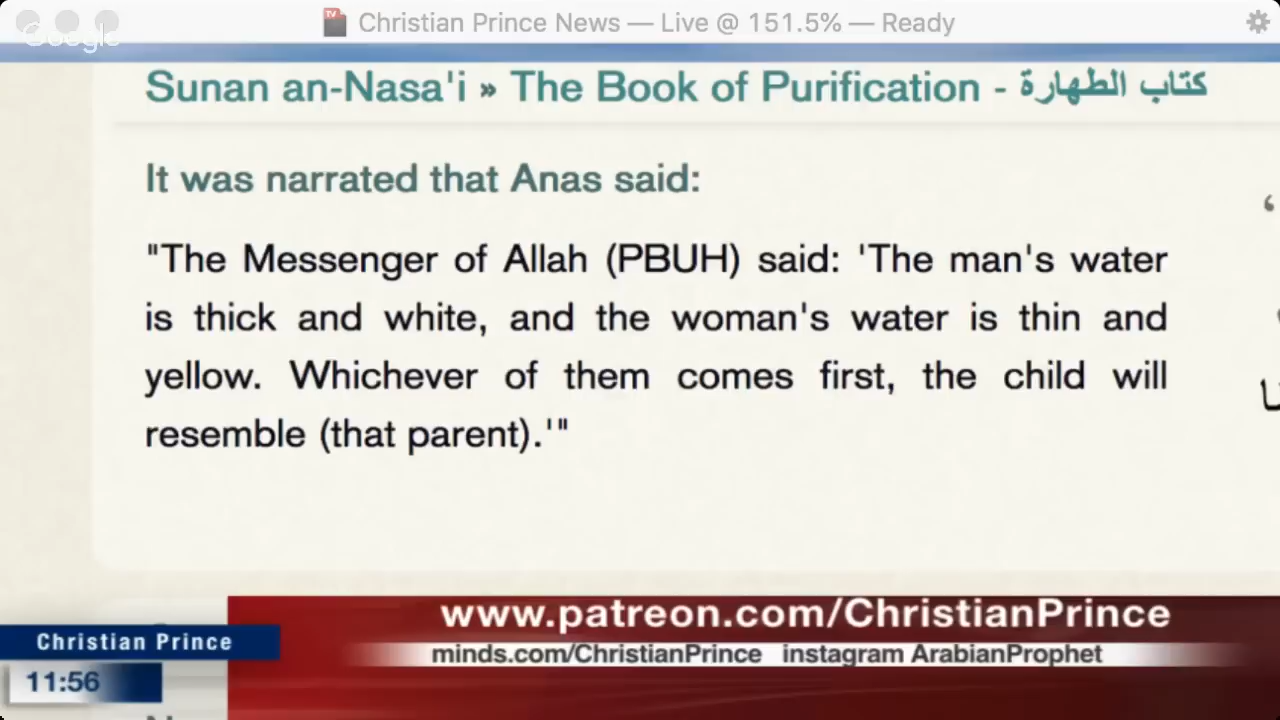 Christian Prince News — Live @ 151.5% — Ready
Google
Sunan an-Nasa'i » The Book of Purification - كتاب الطهارة
It was narrated that Anas said:
"The Messenger of Allah (PBUH) said: 'The man's water
is thick and white, and the woman's water is thin and
yellow. Whichever of them comes first, the child will
resemble (that parent).'"
www.patreon.com/ChristianPrince
Christian Prince
minds.com/ChristianPrince instagram ArabianProphet
11:56